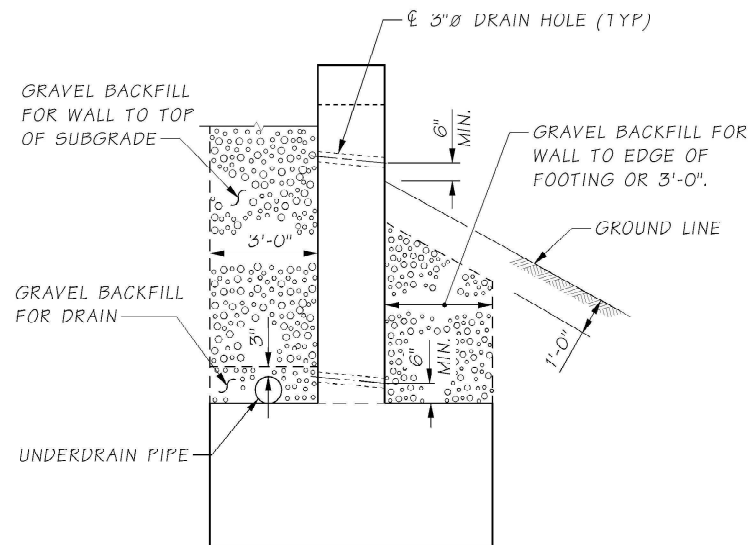 ℄ 3"Ø DRAIN HOLE (TYP)
GRAVEL BACKFILL
FOR WALL TO TOP
OF SUBGRADE
6"
MIN.
GRAVEL BACKFILL FOR
WALL TO EDGE OF
FOOTING OR 3'-0".
GROUND LINE
3'-0"
GRAVEL BACKFILL
FOR DRAIN
3"
6"
MIN.
1'-0"
UNDERDRAIN PIPE